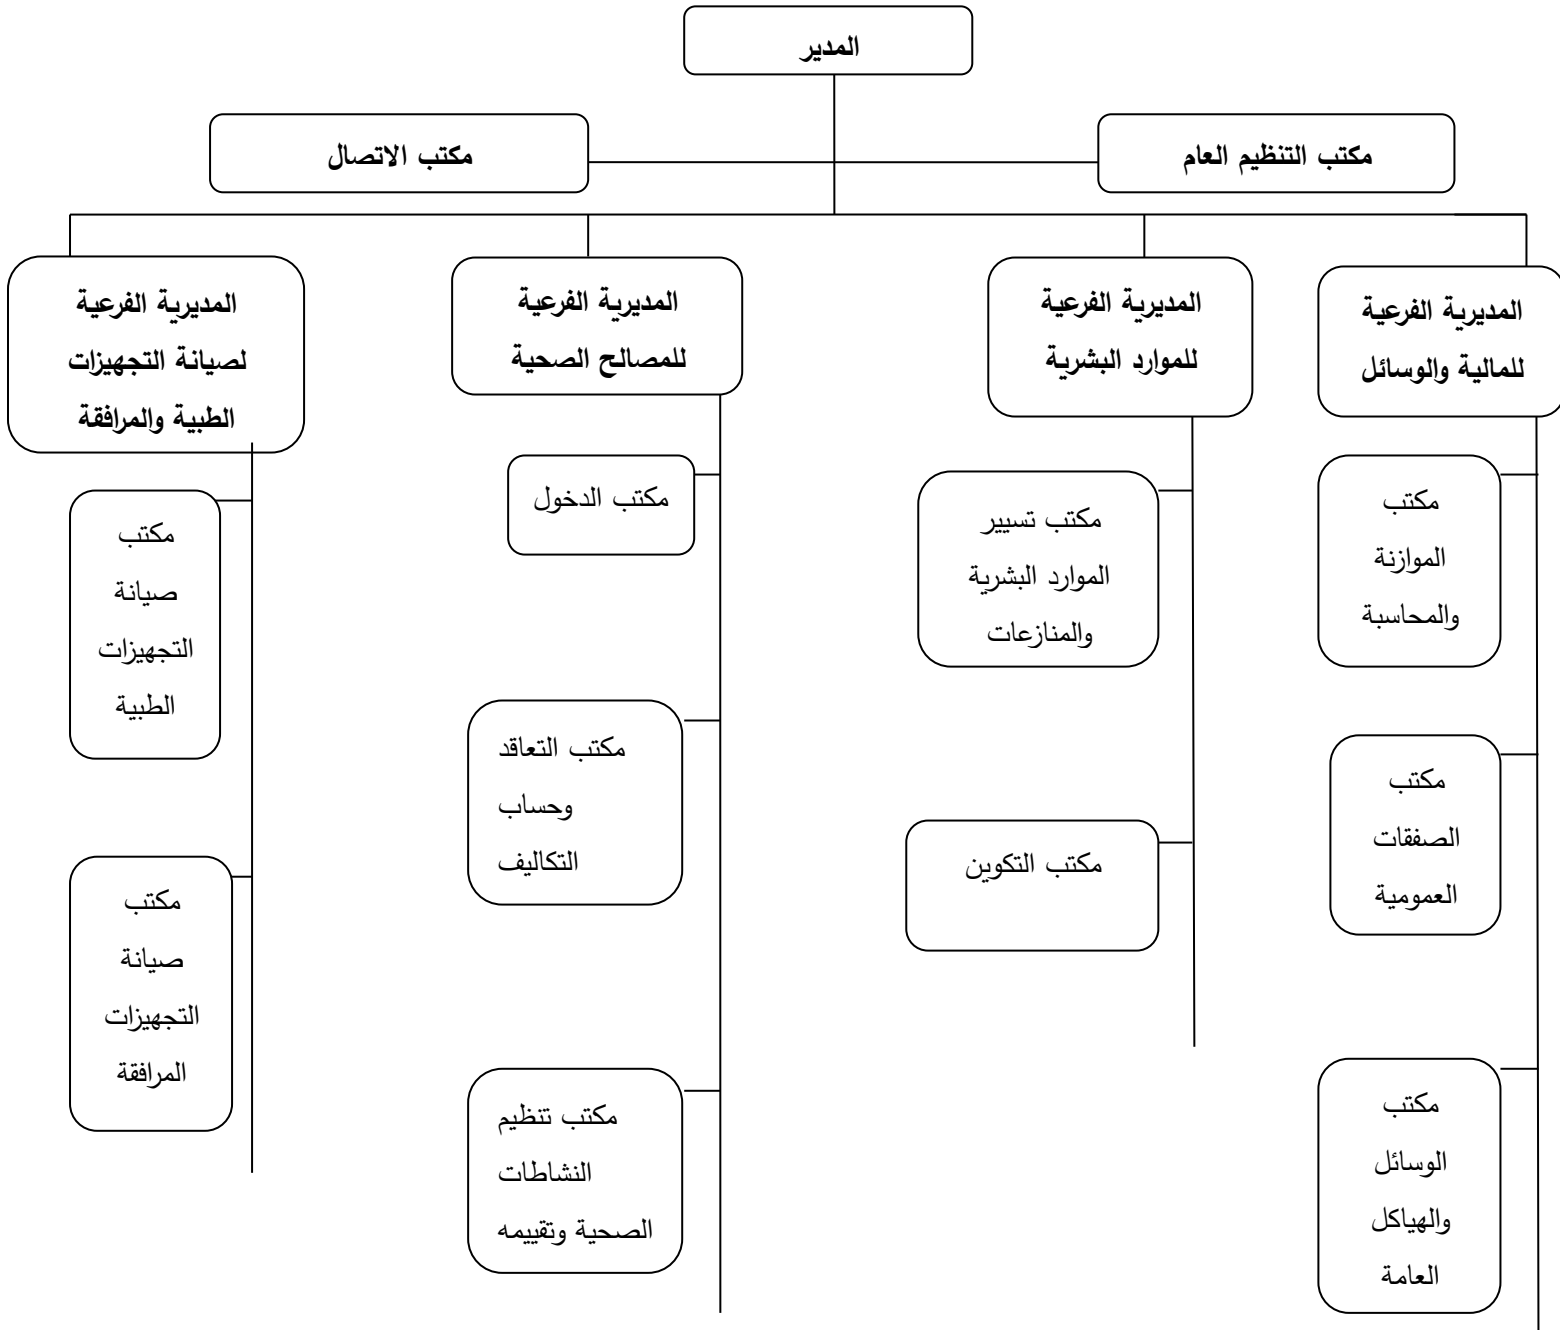 المدير
مكتب التنظيم العام
مكتب الاتصال
المديرية الفرعية
للمالية والوسائل
المديرية الفرعية
للموارد البشرية
المديرية الفرعية
للمصالح الصحية
المديرية الفرعية
لصيانة التجهيزات
الطبية والمرافقة
مكتب
الموازنة
والمحاسبة
مكتب
الصفقات
العمومية
مكتب
الوسائل
والهياكل
العامة
مكتب تسيير
الموارد البشرية
والمنازعات
مكتب التكوين
مكتب الدخول
مكتب التعاقد
وحساب
التكاليف
مكتب تنظيم
النشاطات
الصحية وتقييمه
مكتب
صيانة
التجهيزات
الطبية
مكتب
صيانة
التجهيزات
المرافقة